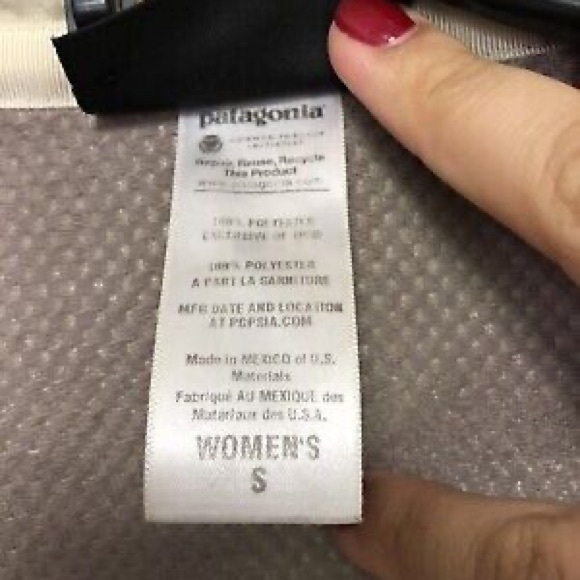 patagonia
Repair, Reuse, Recycle
This Product
www.patagonia.com
100% POLYESTER
EXCLUSIVE OF TRIM
100% POLYESTER
A PART LA GARNITURE
MFG DATE AND LOCATION
AT PGPSIA.COM
Made in MEXICO of U.S.
Materials
Fabriqué AU MEXIQUE des
Materiaux des U.S.A.
WOMEN'S
S